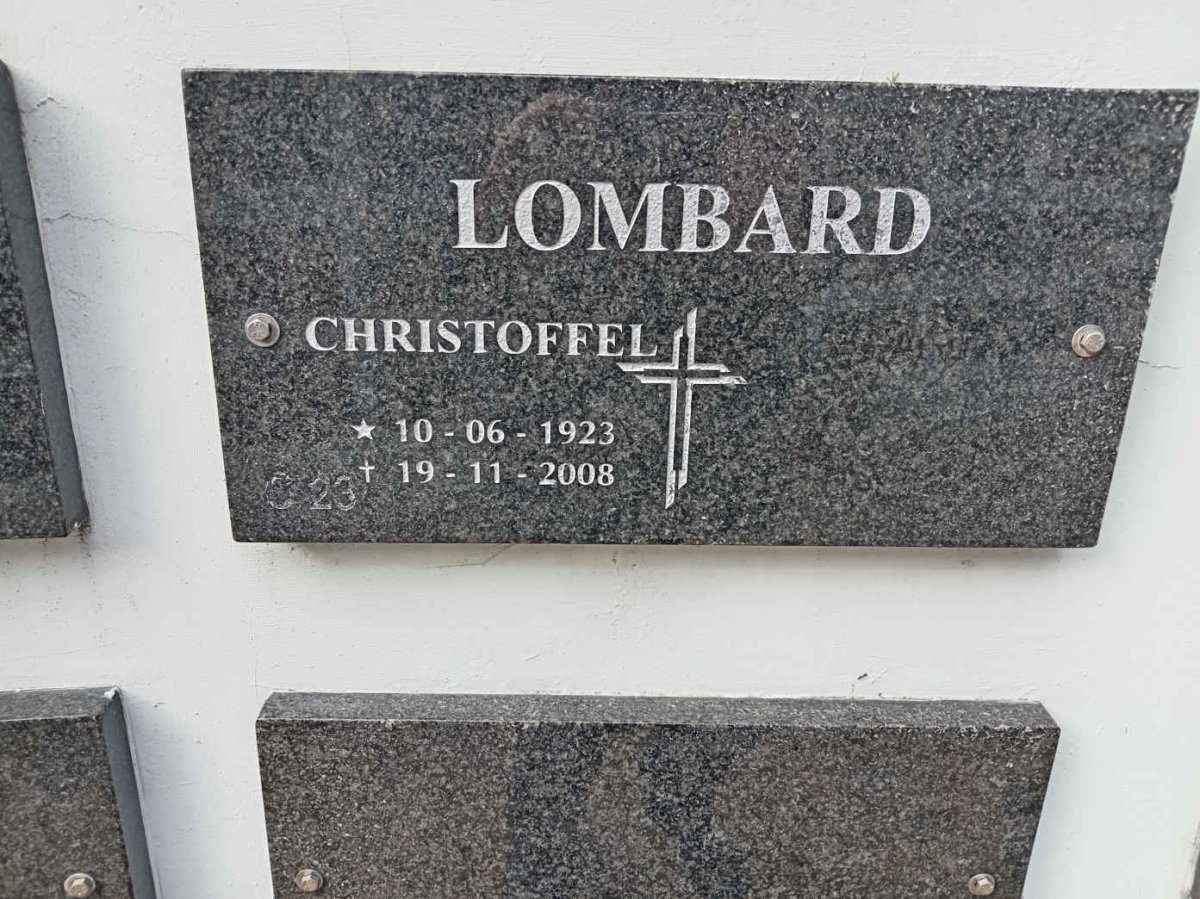 LOMBARD
CHRISTOFFEL
★ 10 - 06 - 1923
✝ 19 - 11 - 2008
C 23